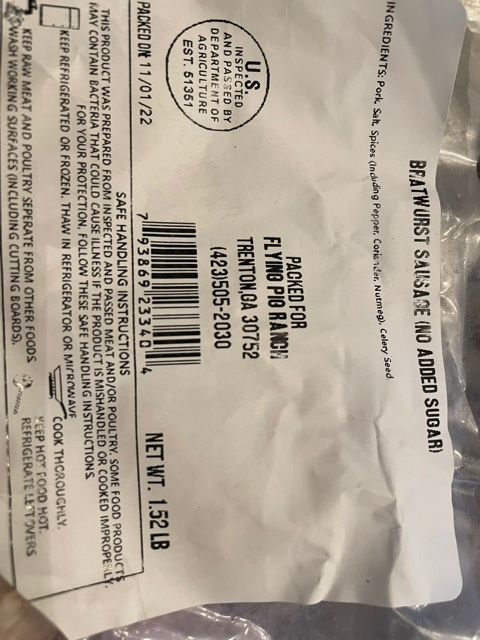 BRATWURST SAUSAGE (NO ADDED SUGAR)
INGREDIENTS: Pork, Salt, Spices (Including Pepper, Coriander, Nutmeg), Celery Seed.
PACKED FOR
FLYING PIG RANCH
TRENTON,GA 30752
(423)505-2030
U.S.
INSPECTED
AND PASSED BY
DEPARTMENT OF
AGRICULTURE
EST. 51351
7 93869 23340 4
PACKED ON 11/01/22
NET WT. 1.52 LB
SAFE HANDLING INSTRUCTIONS
THIS PRODUCT WAS PREPARED FROM INSPECTED AND PASSED MEAT AND/OR POULTRY. SOME FOOD PRODUCTS
MAY CONTAIN BACTERIA THAT COULD CAUSE ILLNESS IF THE PRODUCT IS MISHANDLED OR COOKED IMPROPERLY.
FOR YOUR PROTECTION, FOLLOW THESE SAFE HANDLING INSTRUCTIONS.
KEEP REFRIGERATED OR FROZEN. THAW IN REFRIGERATOR OR MICROWAVE
COOK THOROUGHLY.
KEEP RAW MEAT AND POULTRY SEPERATE FROM OTHER FOODS
WASH WORKING SURFACES (INCLUDING CUTTING BOARDS),
KEEP HOT FOOD HOT.
REFRIGERATE LEFTOVERS